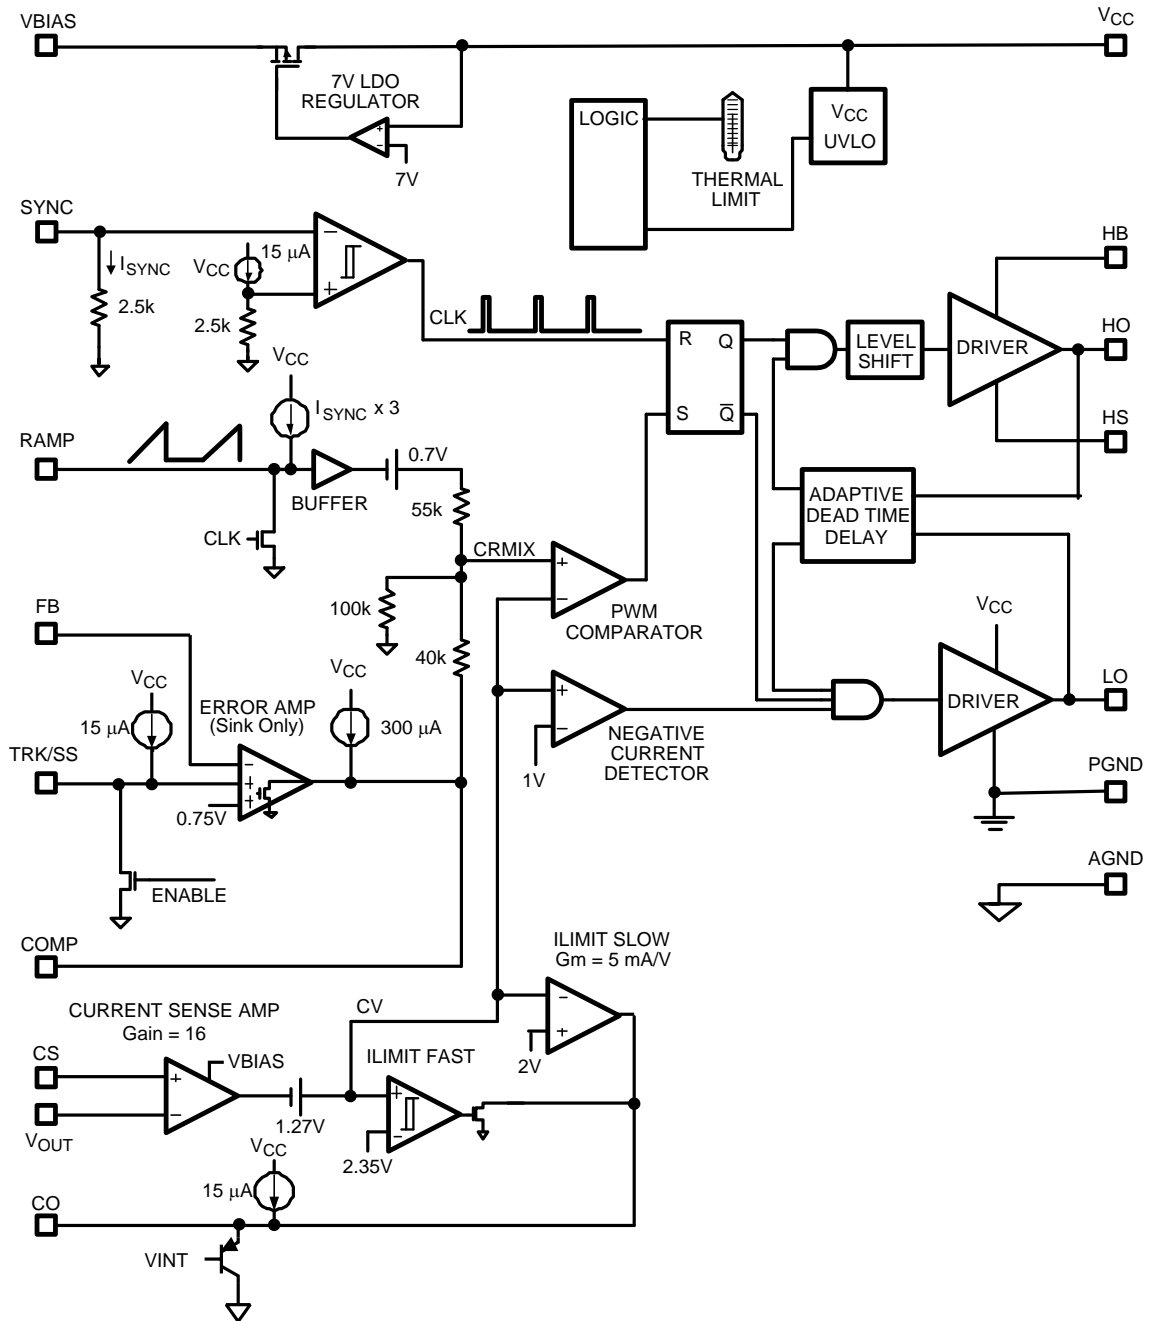 VBIAS
VCC
7V LDO
REGULATOR
+
−
7V
LOGIC
THERMAL
LIMIT
VCC
UVLO
SYNC
ISYNC
2.5k
VCC
15 μA
2.5k
−
+
CLK
R
Q
S
Q̅
LEVEL
SHIFT
DRIVER
HB
HO
HS
VCC
ISYNC x 3
RAMP
BUFFER
0.7V
55k
CLK
CRMIX
+
−
PWM
COMPARATOR
ADAPTIVE
DEAD TIME
DELAY
100k
FB
40k
VCC
15 μA
ERROR AMP
(Sink Only)
VCC
300 μA
TRK/SS
−
+
+
0.75V
+
−
1V
NEGATIVE
CURRENT
DETECTOR
VCC
DRIVER
LO
PGND
AGND
ENABLE
COMP
ILIMIT SLOW
Gm = 5 mA/V
−
+
2V
CURRENT SENSE AMP
Gain = 16
CV
CS
VOUT
+
−
VBIAS
1.27V
ILIMIT FAST
+
−
2.35V
VCC
15 μA
CO
VINT